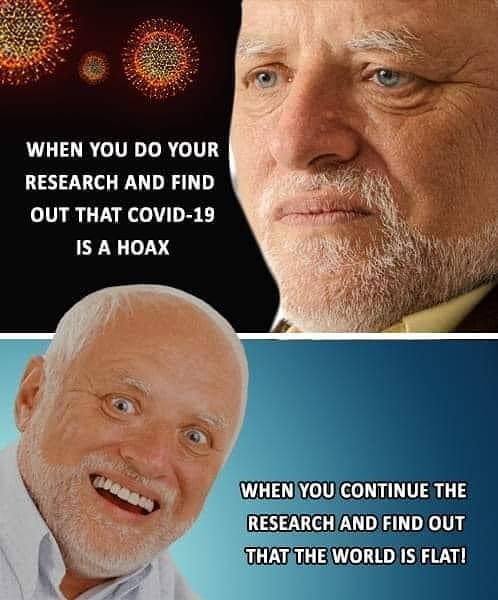 WHEN YOU DO YOUR
RESEARCH AND FIND
OUT THAT COVID-19
IS A HOAX
WHEN YOU CONTINUE THE
RESEARCH AND FIND OUT
THAT THE WORLD IS FLAT!